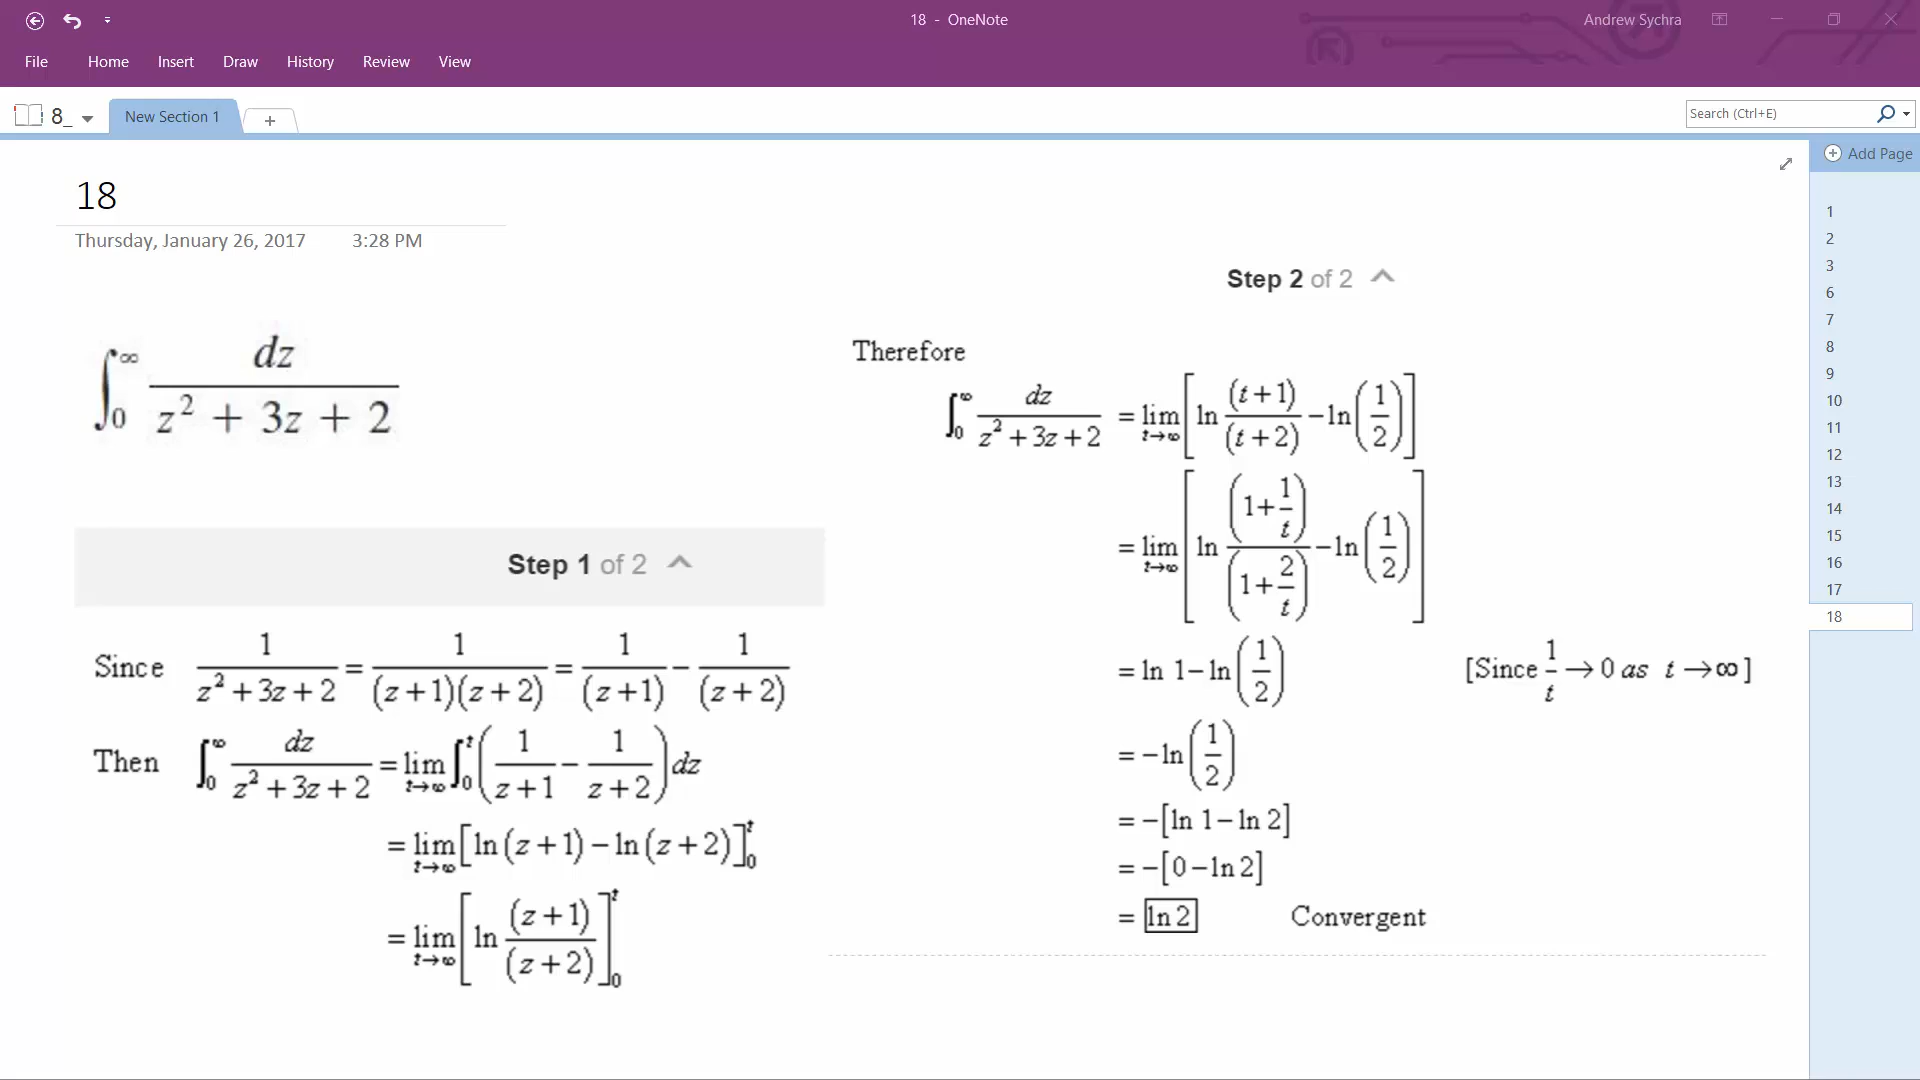 18 - OneNote
Andrew Sychra
File Home Insert Draw History Review View
8_
New Section 1
+
Search (Ctrl+E)
Add Page
18
Thursday, January 26, 2017 3:28 PM
∫₀^∞ dz / (z² + 3z + 2)
Step 1 of 2
Since 1/(z²+3z+2) = 1/((z+1)(z+2)) = 1/(z+1) − 1/(z+2)
Then ∫₀^∞ dz/(z²+3z+2) = lim t→∞ ∫₀^t (1/(z+1) − 1/(z+2)) dz
= lim t→∞ [ln(z+1) − ln(z+2)]₀^t
= lim t→∞ [ln (z+1)/(z+2)]₀^t
Step 2 of 2
Therefore
∫₀^∞ dz/(z²+3z+2) = lim t→∞ [ln (t+1)/(t+2) − ln(1/2)]
= lim t→∞ [ln (1+1/t)/(1+2/t) − ln(1/2)]
= ln 1 − ln(1/2) [Since 1/t → 0 as t → ∞]
= −ln(1/2)
= −[ln 1 − ln 2]
= −[0 − ln 2]
= ln 2 Convergent
1
2
3
6
7
8
9
10
11
12
13
14
15
16
17
18